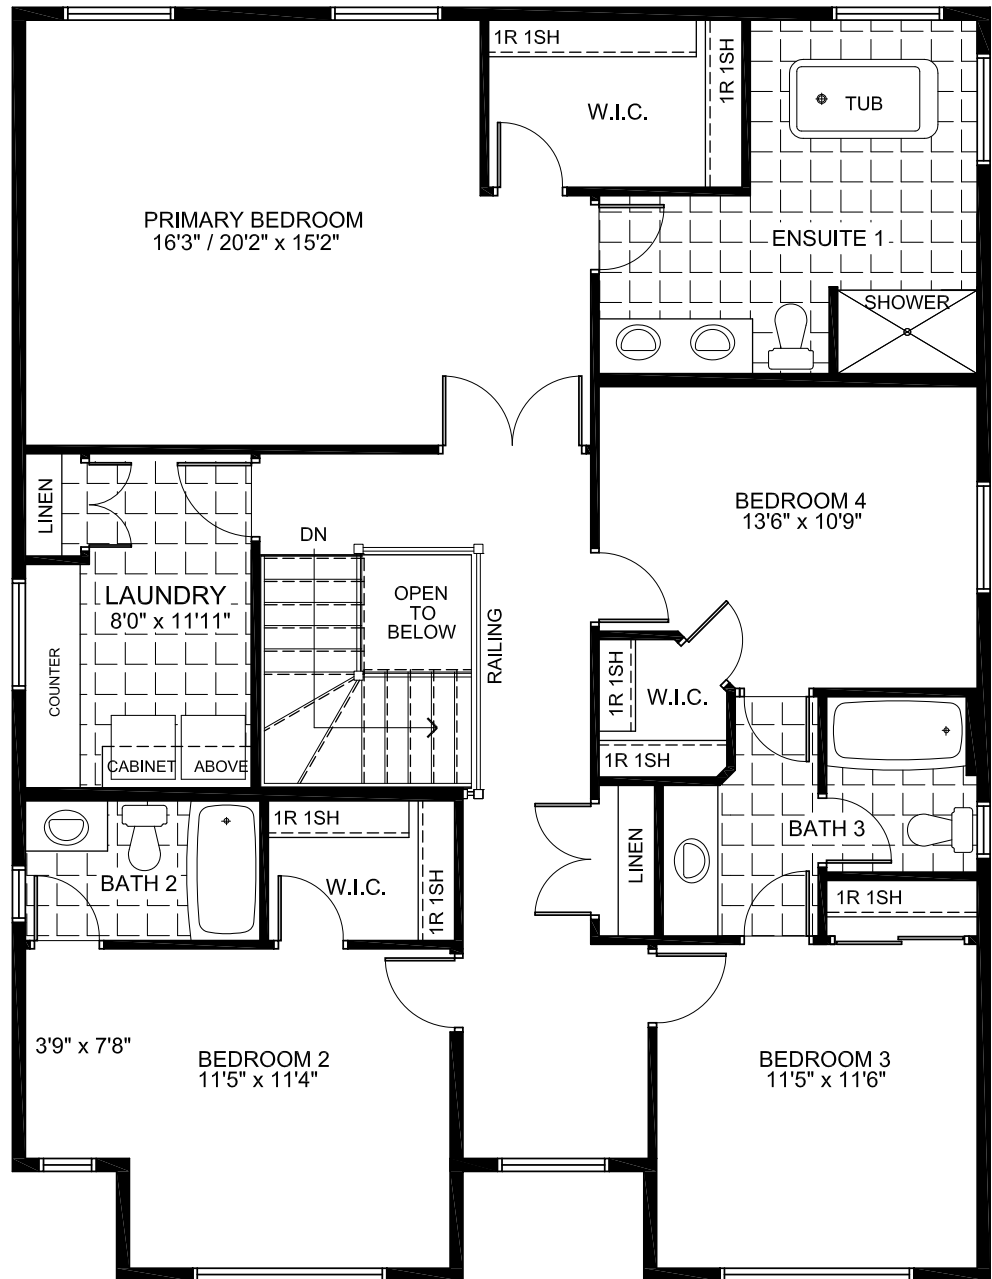 1R 1SH
1R 1SH
W.I.C.
TUB
PRIMARY BEDROOM
16'3" / 20'2" x 15'2"
ENSUITE 1
SHOWER
LINEN
DN
BEDROOM 4
13'6" x 10'9"
LAUNDRY
8'0" x 11'11"
OPEN
TO
BELOW
RAILING
COUNTER
1R 1SH
W.I.C.
1R 1SH
CABINET ABOVE
1R 1SH
BATH 3
LINEN
BATH 2
W.I.C.
1R 1SH
1R 1SH
3'9" x 7'8"
BEDROOM 2
11'5" x 11'4"
BEDROOM 3
11'5" x 11'6"